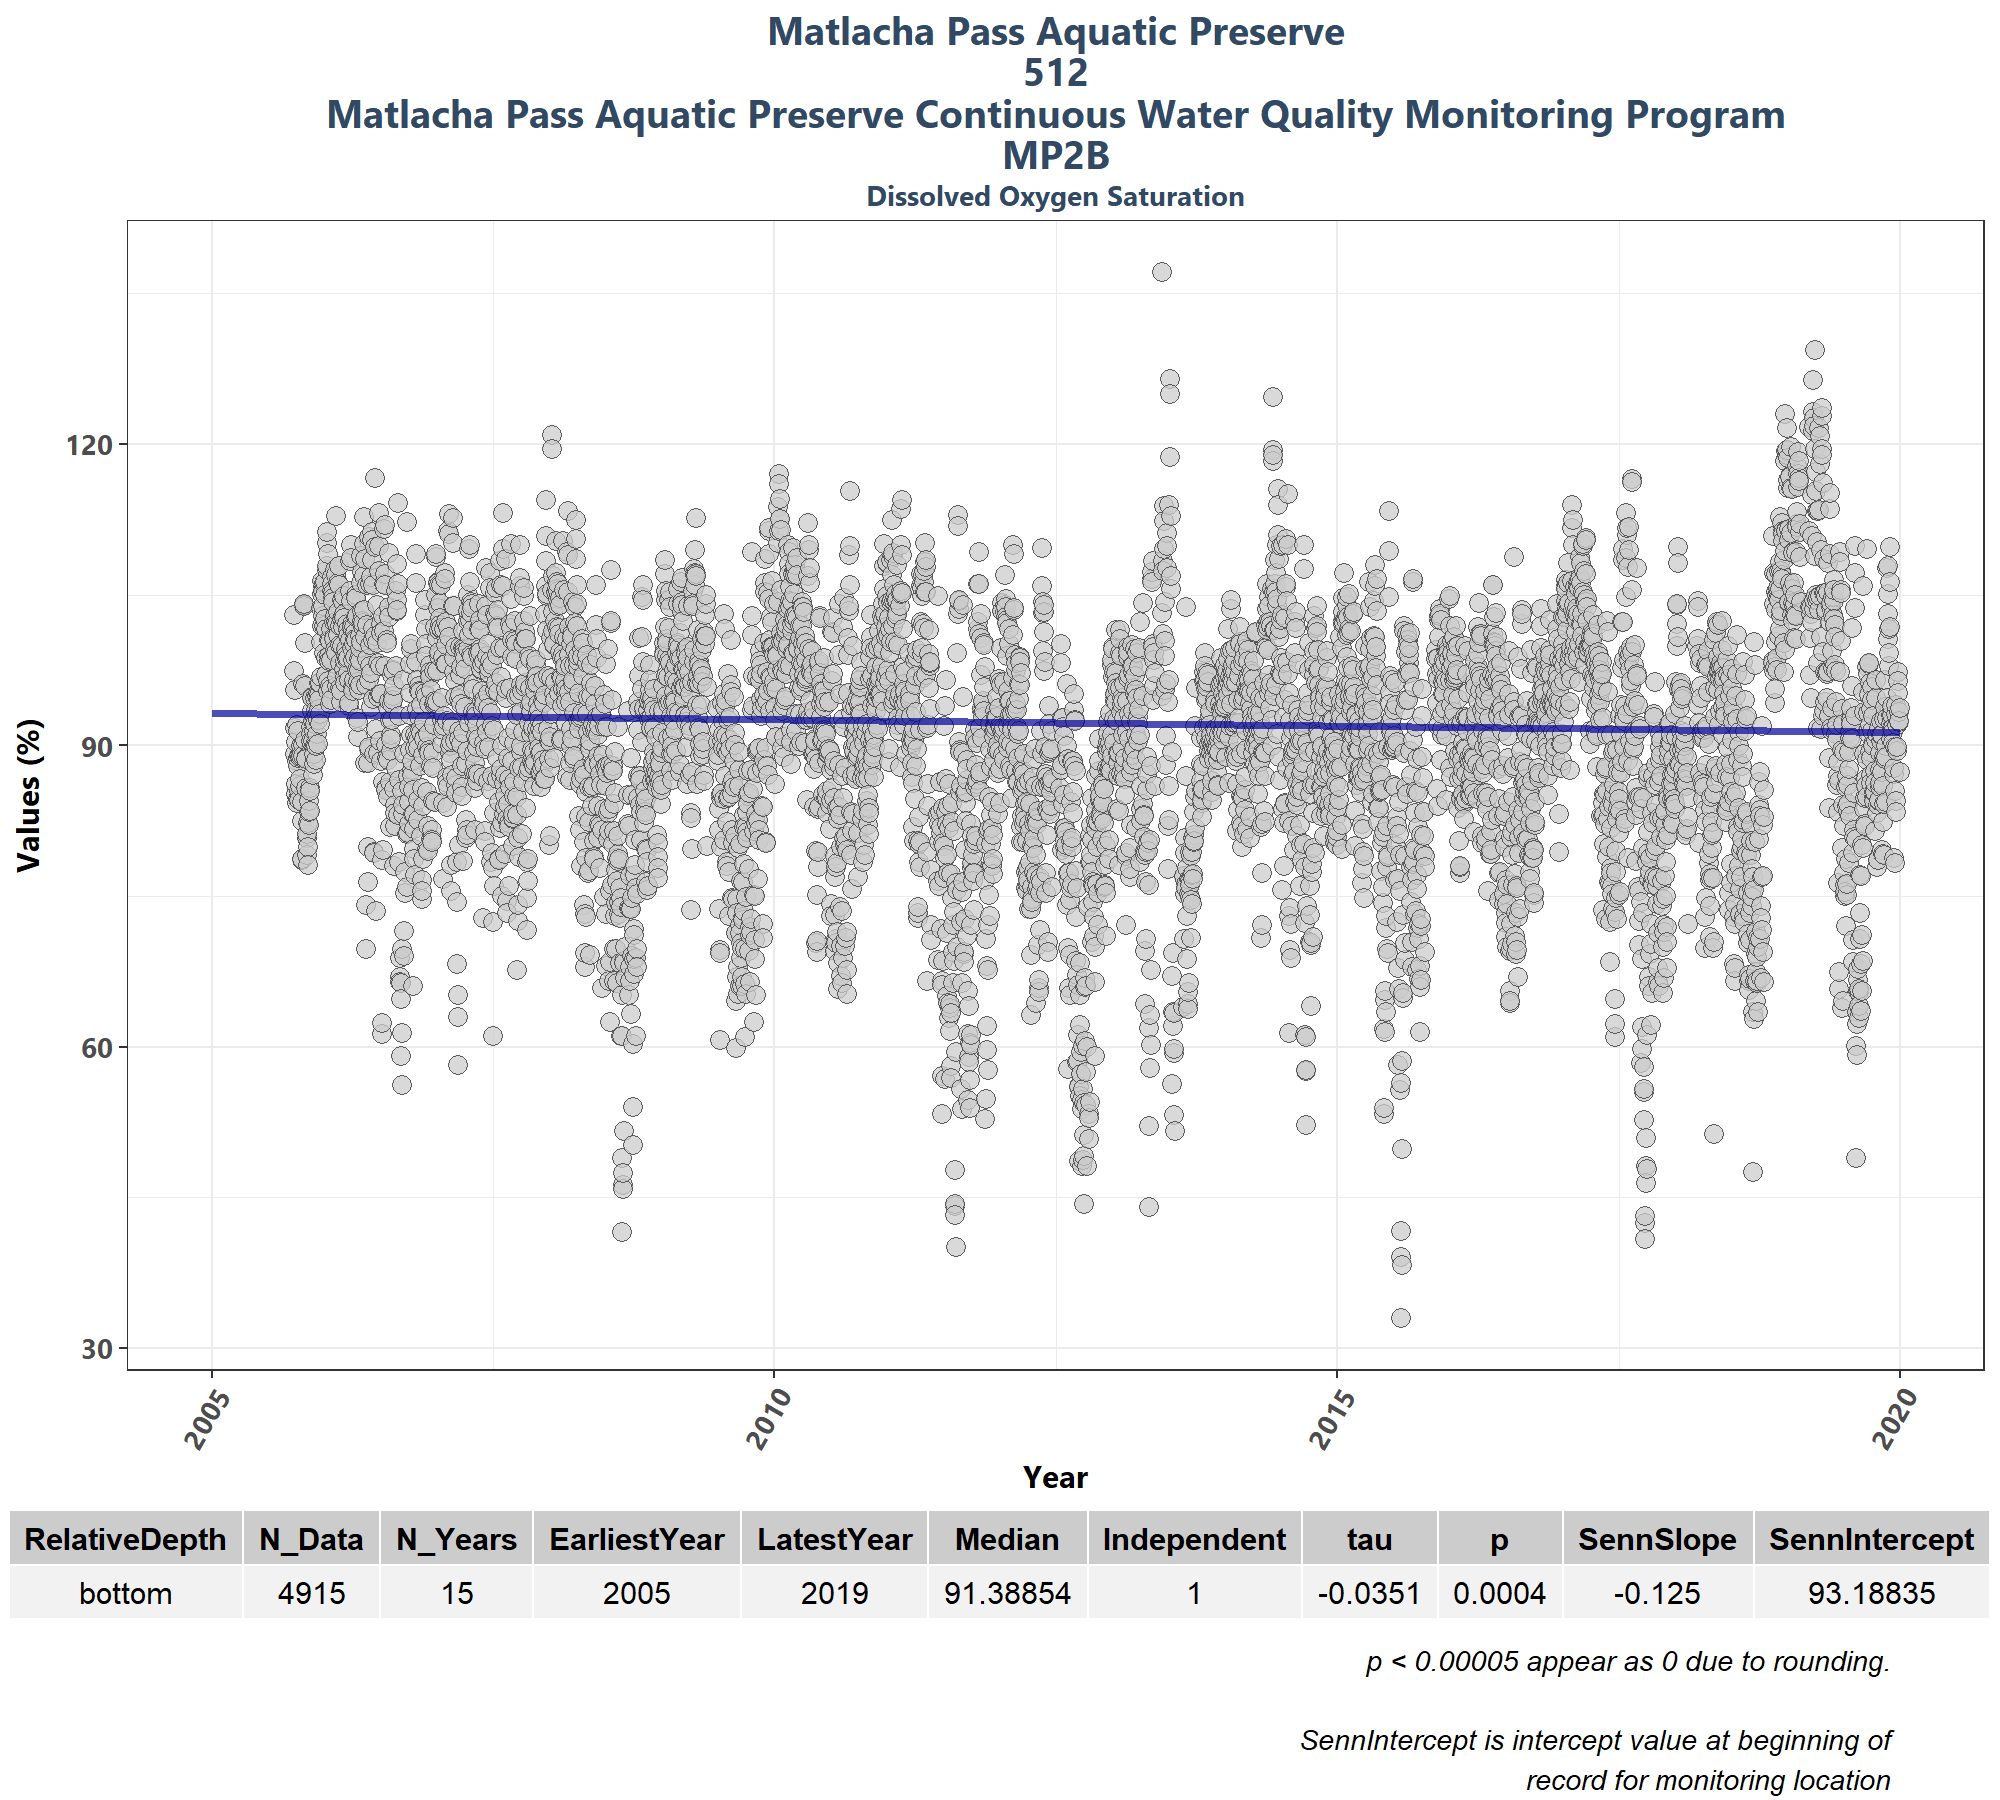 Matlacha Pass Aquatic Preserve
512
Matlacha Pass Aquatic Preserve Continuous Water Quality Monitoring Program
MP2B
Dissolved Oxygen Saturation
Values (%)
120
90
60
30
2005
2010
2015
2020
Year
RelativeDepth N_Data N_Years EarliestYear LatestYear Median Independent tau p SennSlope SennIntercept
bottom 4915 15 2005 2019 91.38854 1 -0.0351 0.0004 -0.125 93.18835
p < 0.00005 appear as 0 due to rounding.
SennIntercept is intercept value at beginning of
record for monitoring location